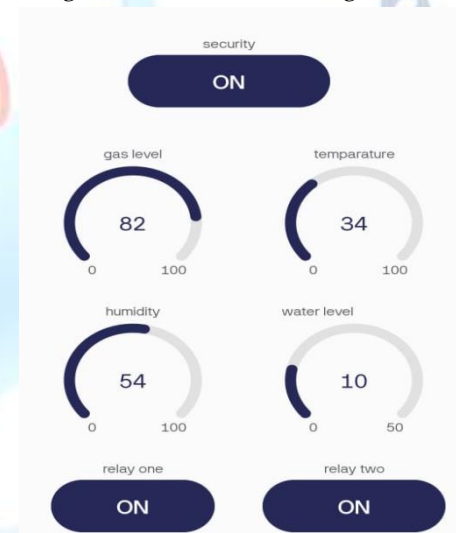 security
ON
gas level temparature
82 34
0 100 0 100
humidity water level
54 10
0 100 0 50
relay one relay two
ON ON